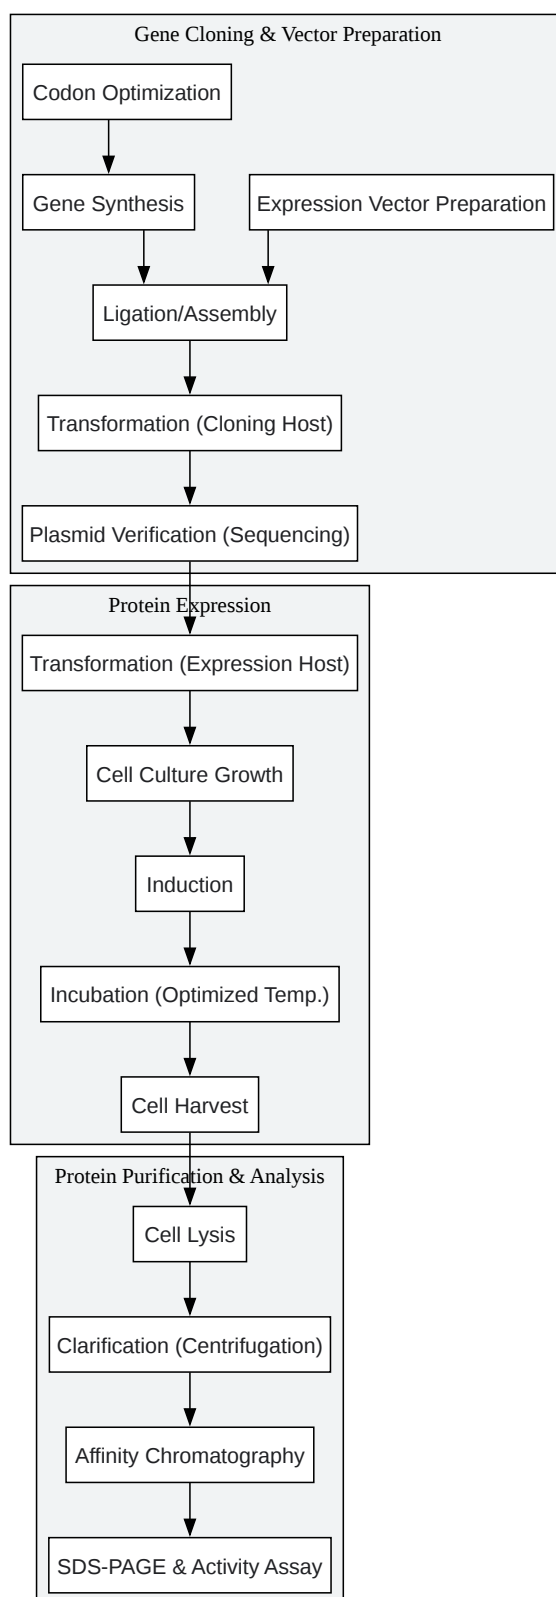 Gene Cloning & Vector Preparation
Codon Optimization
Gene Synthesis
Expression Vector Preparation
Ligation/Assembly
Transformation (Cloning Host)
Plasmid Verification (Sequencing)
Protein Expression
Transformation (Expression Host)
Cell Culture Growth
Induction
Incubation (Optimized Temp.)
Cell Harvest
Protein Purification & Analysis
Cell Lysis
Clarification (Centrifugation)
Affinity Chromatography
SDS-PAGE & Activity Assay